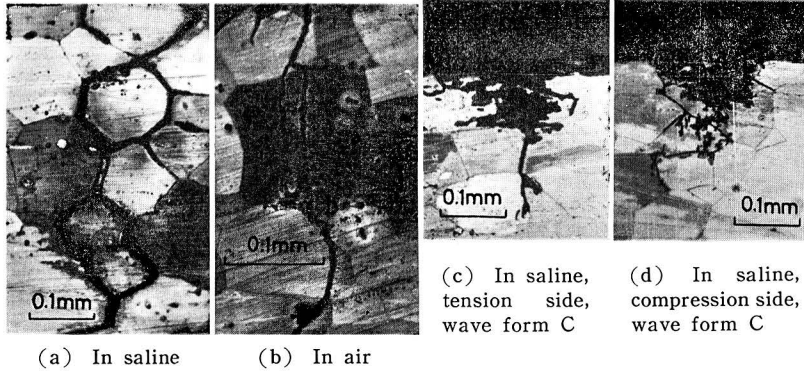 0.1mm
0.1mm
0.1mm
0.1mm
(a) In saline
(b) In air
(c) In saline,
tension side,
wave form C
(d) In saline,
compression side,
wave form C